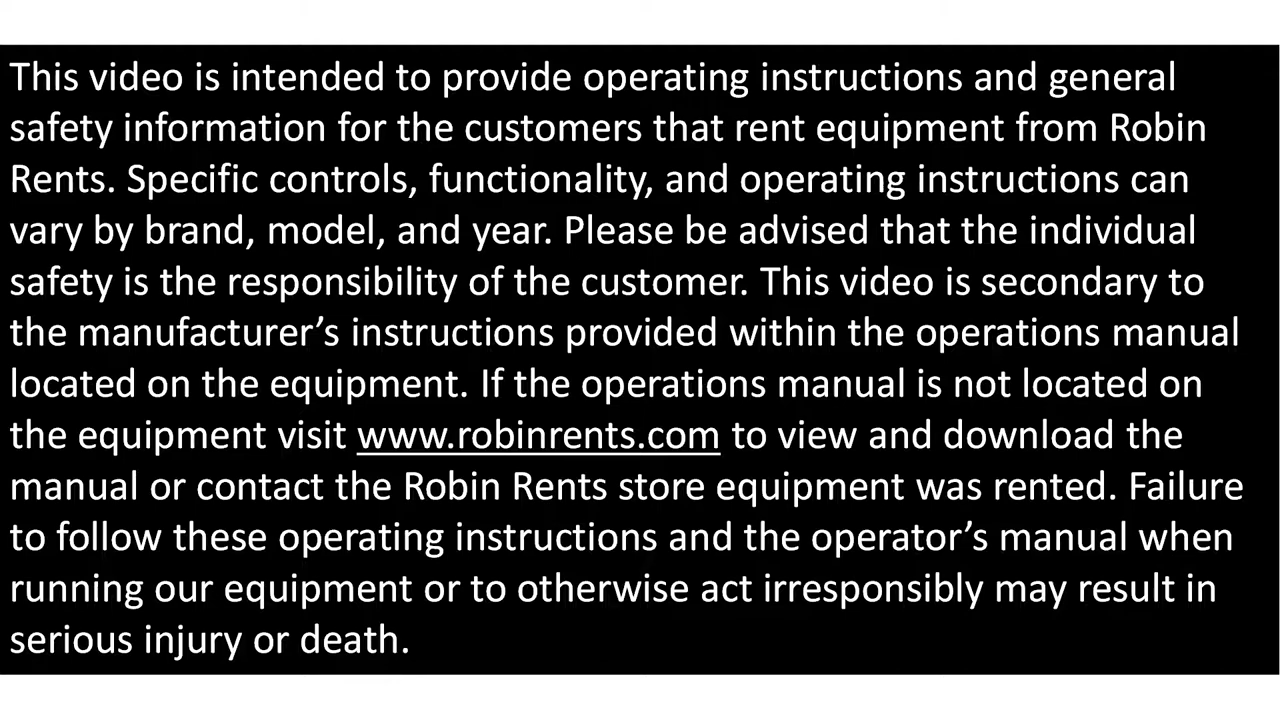 This video is intended to provide operating instructions and general
safety information for the customers that rent equipment from Robin
Rents. Specific controls, functionality, and operating instructions can
vary by brand, model, and year. Please be advised that the individual
safety is the responsibility of the customer. This video is secondary to
the manufacturer’s instructions provided within the operations manual
located on the equipment. If the operations manual is not located on
the equipment visit www.robinrents.com to view and download the
manual or contact the Robin Rents store equipment was rented. Failure
to follow these operating instructions and the operator’s manual when
running our equipment or to otherwise act irresponsibly may result in
serious injury or death.